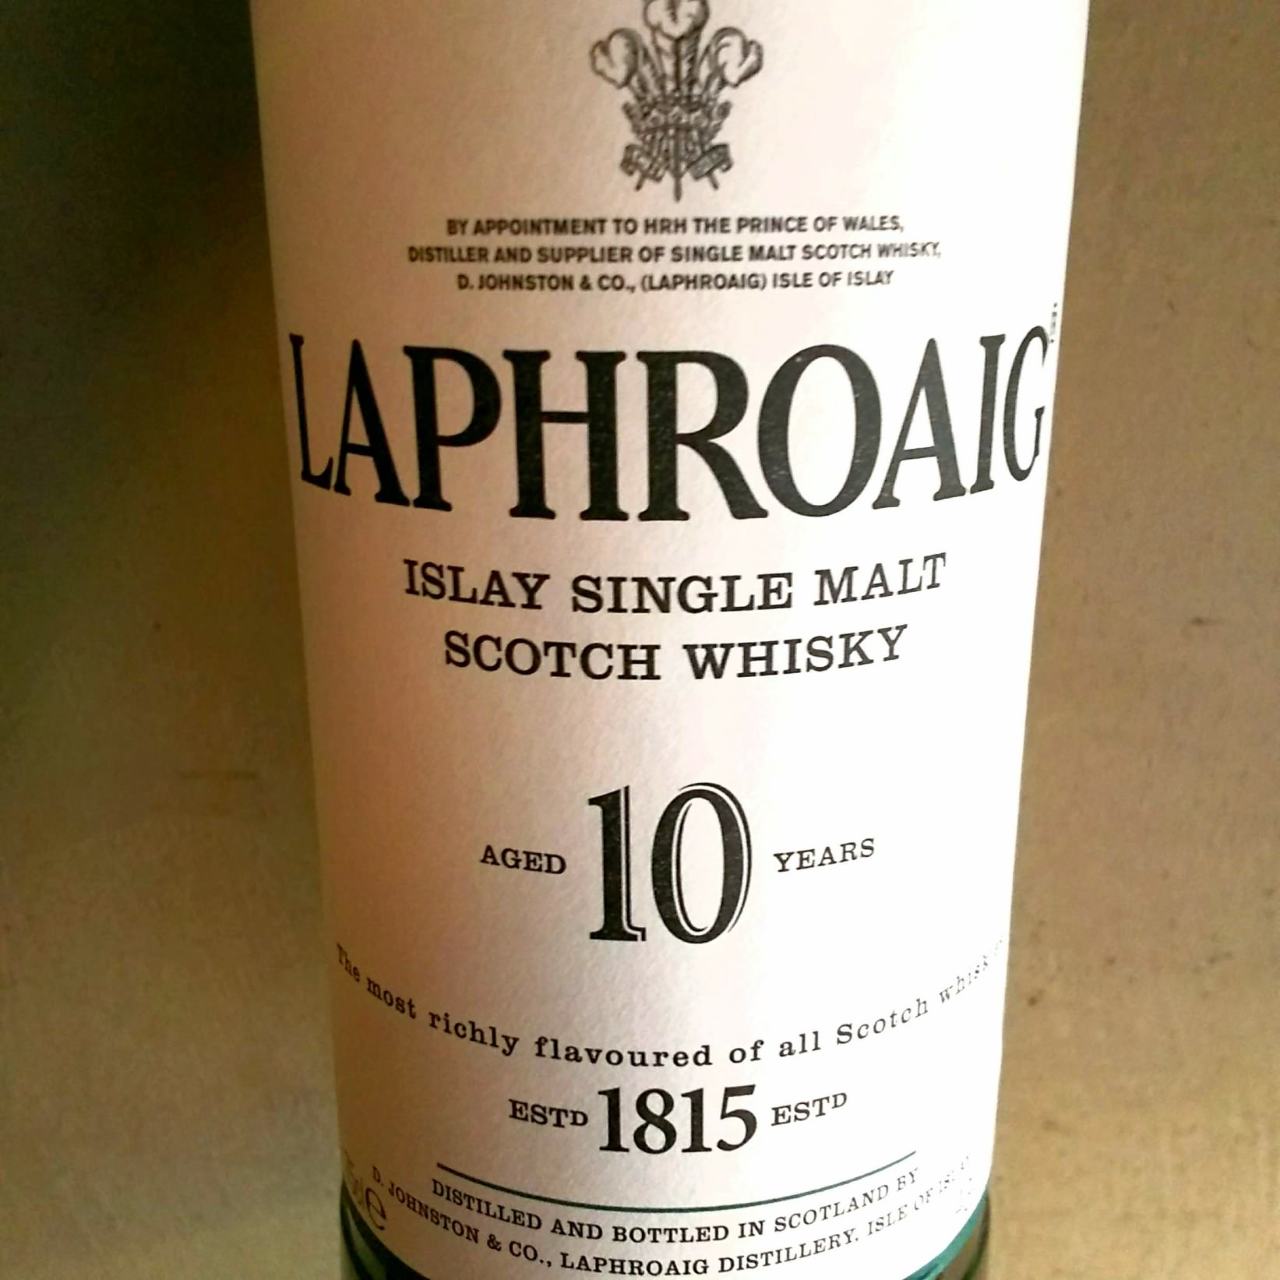 BY APPOINTMENT TO HRH THE PRINCE OF WALES,
DISTILLER AND SUPPLIER OF SINGLE MALT SCOTCH WHISKY,
D. JOHNSTON & CO., (LAPHROAIG) ISLE OF ISLAY
LAPHROAIG
ISLAY SINGLE MALT
SCOTCH WHISKY
AGED 10 YEARS
The most richly flavoured of all Scotch
ESTD 1815 ESTD
DISTILLED AND BOTTLED IN SCOTLAND BY
D. JOHNSTON & CO., LAPHROAIG DISTILLERY, ISLE OF ISLAY